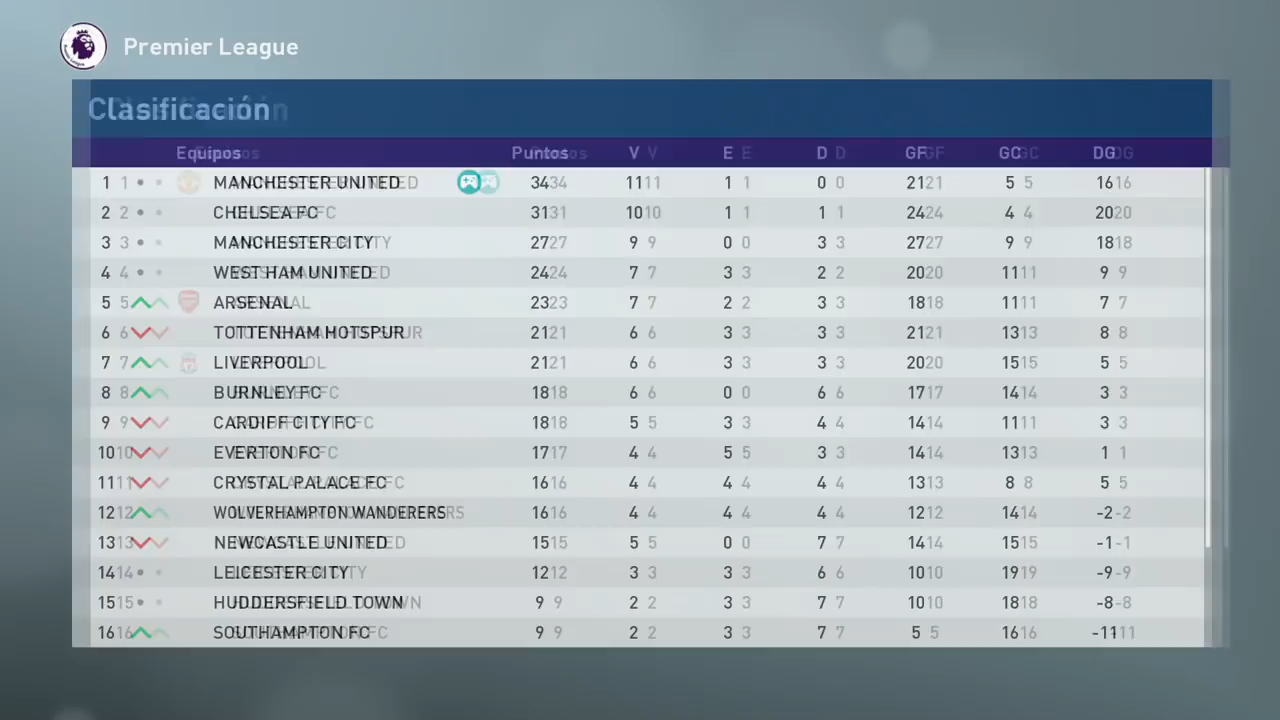 Premier League
Clasificación
Equipos Puntos V E D GF GC DG
1 MANCHESTER UNITED 34 11 1 0 21 5 16
2 CHELSEA FC 31 10 1 1 24 4 20
3 MANCHESTER CITY 27 9 0 3 27 9 18
4 WEST HAM UNITED 24 7 3 2 20 11 9
5 ARSENAL 23 7 2 3 18 11 7
6 TOTTENHAM HOTSPUR 21 6 3 3 21 13 8
7 LIVERPOOL 21 6 3 3 20 15 5
8 BURNLEY FC 18 6 0 6 17 14 3
9 CARDIFF CITY FC 18 5 3 4 14 11 3
10 EVERTON FC 17 4 5 3 14 13 1
11 CRYSTAL PALACE FC 16 4 4 4 13 8 5
12 WOLVERHAMPTON WANDERERS 16 4 4 4 12 14 -2
13 NEWCASTLE UNITED 15 5 0 7 14 15 -1
14 LEICESTER CITY 12 3 3 6 10 19 -9
15 HUDDERSFIELD TOWN 9 2 3 7 10 18 -8
16 SOUTHAMPTON FC 9 2 3 7 5 16 -11